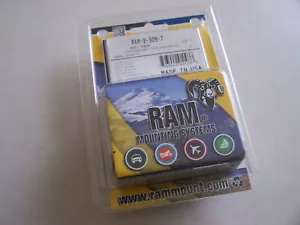 RAM-B-309-7
MADE IN USA
RAM
MOUNTING SYSTEMS
www.rammount.com